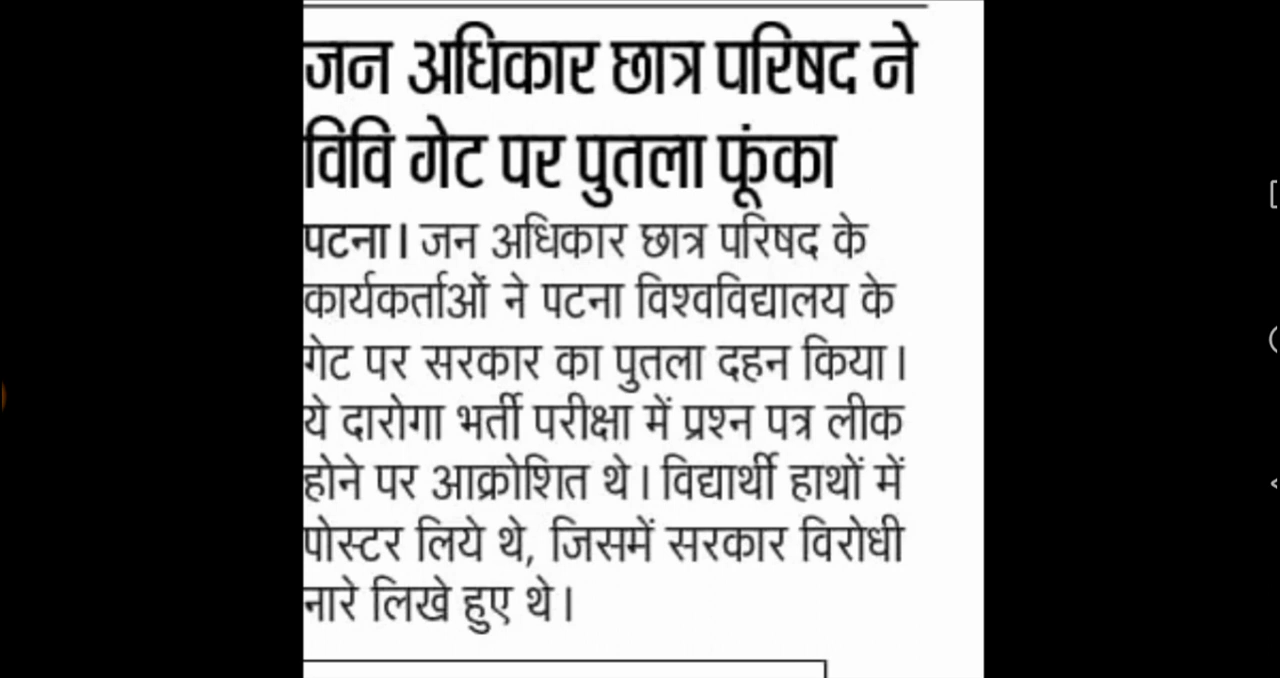 जन अधिकार छात्र परिषद ने
विवि गेट पर पुतला फूंका
पटना। जन अधिकार छात्र परिषद के
कार्यकर्ताओं ने पटना विश्वविद्यालय के
गेट पर सरकार का पुतला दहन किया।
ये दारोगा भर्ती परीक्षा में प्रश्न पत्र लीक
होने पर आक्रोशित थे। विद्यार्थी हाथों में
पोस्टर लिये थे, जिसमें सरकार विरोधी
नारे लिखे हुए थे।